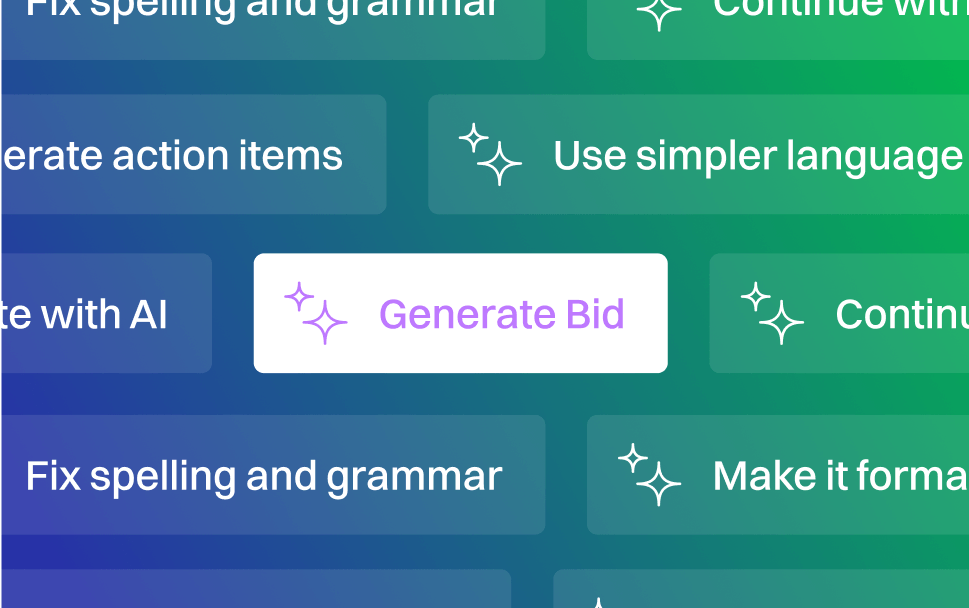 Fix spelling and grammar
Continue with
erate action items
Use simpler language
te with AI
Generate Bid
Continu
Fix spelling and grammar
Make it forma